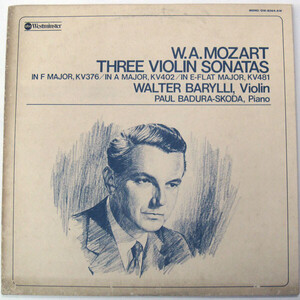 Westminster
W.A.MOZART
THREE VIOLIN SONATAS
IN F MAJOR, KV376/IN A MAJOR, KV402/IN E-FLAT MAJOR, KV481
WALTER BARYLLI, Violin
PAUL BADURA-SKODA, Piano